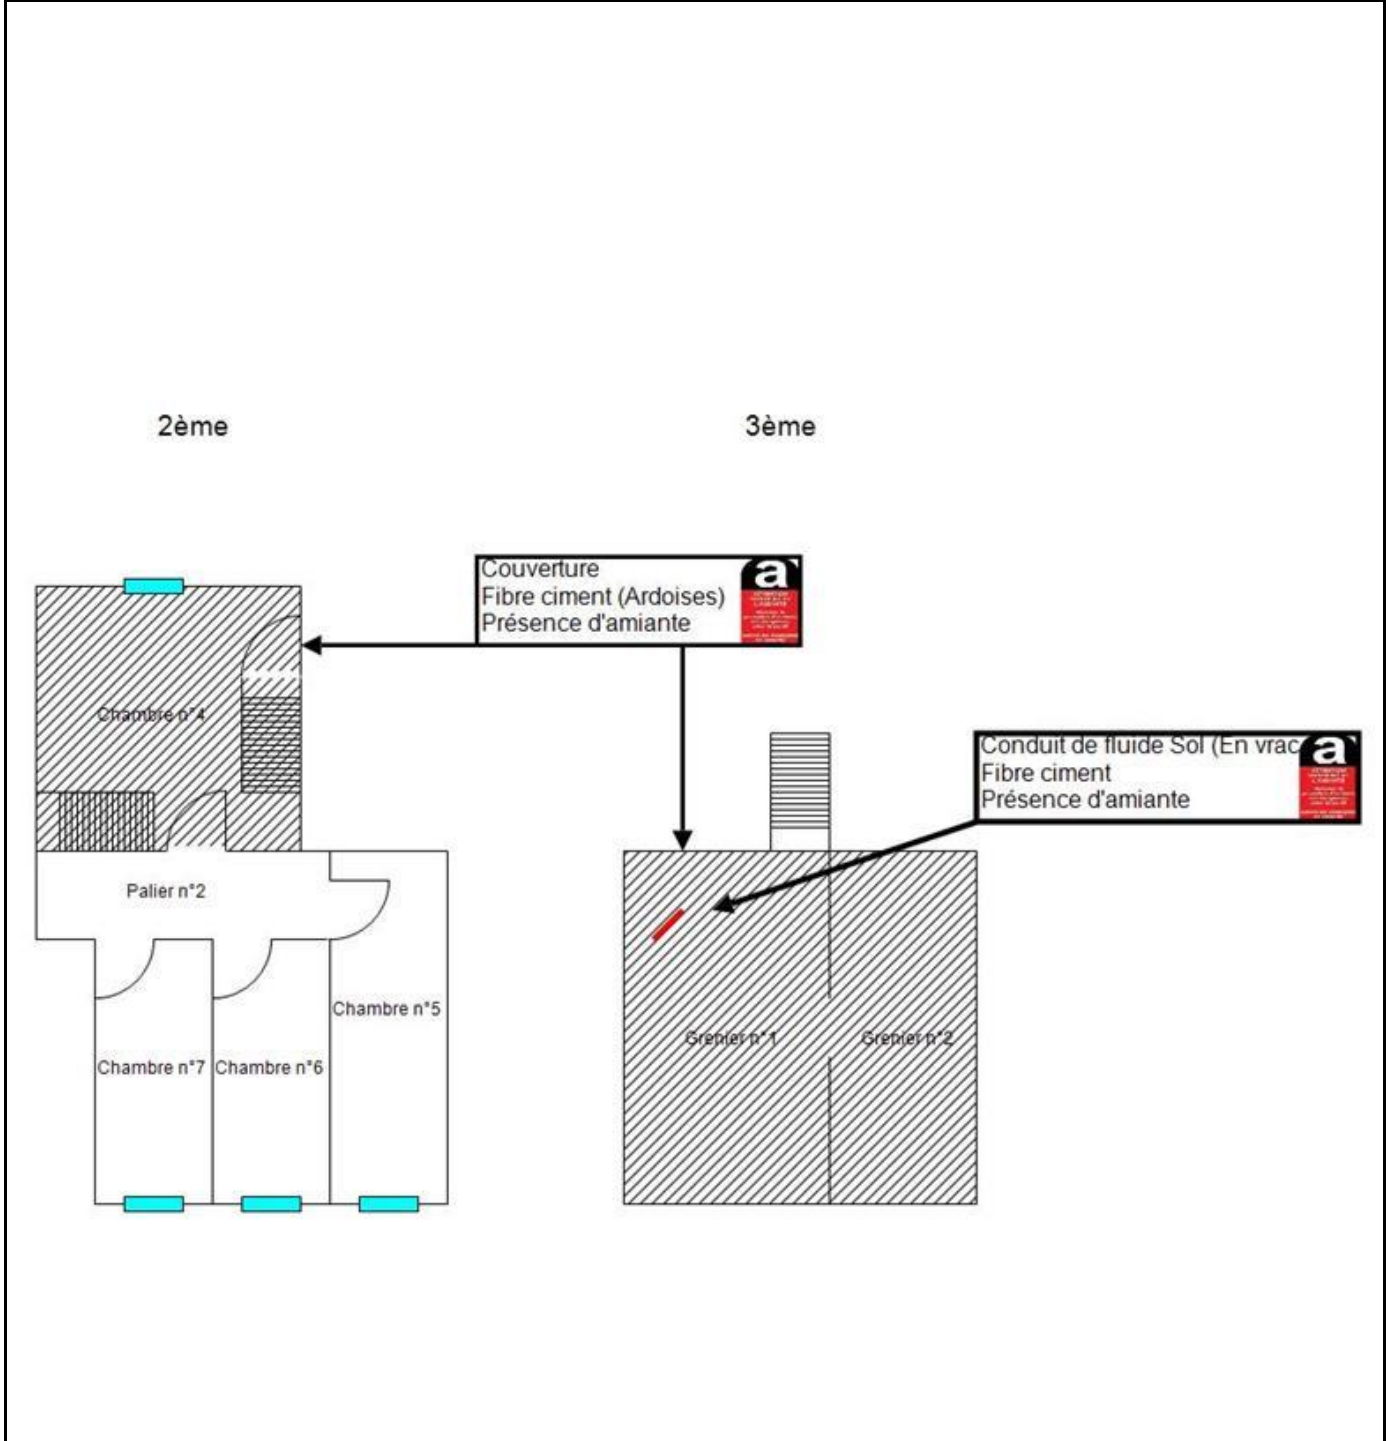 2ème
3ème
Couverture
Fibre ciment (Ardoises)
Présence d'amiante
a
Conduit de fluide Sol (En vrac
Fibre ciment
Présence d'amiante
a
Chambre n°4
Palier n°2
Chambre n°5
Chambre n°7
Chambre n°6
Grenier n°1
Grenier n°2